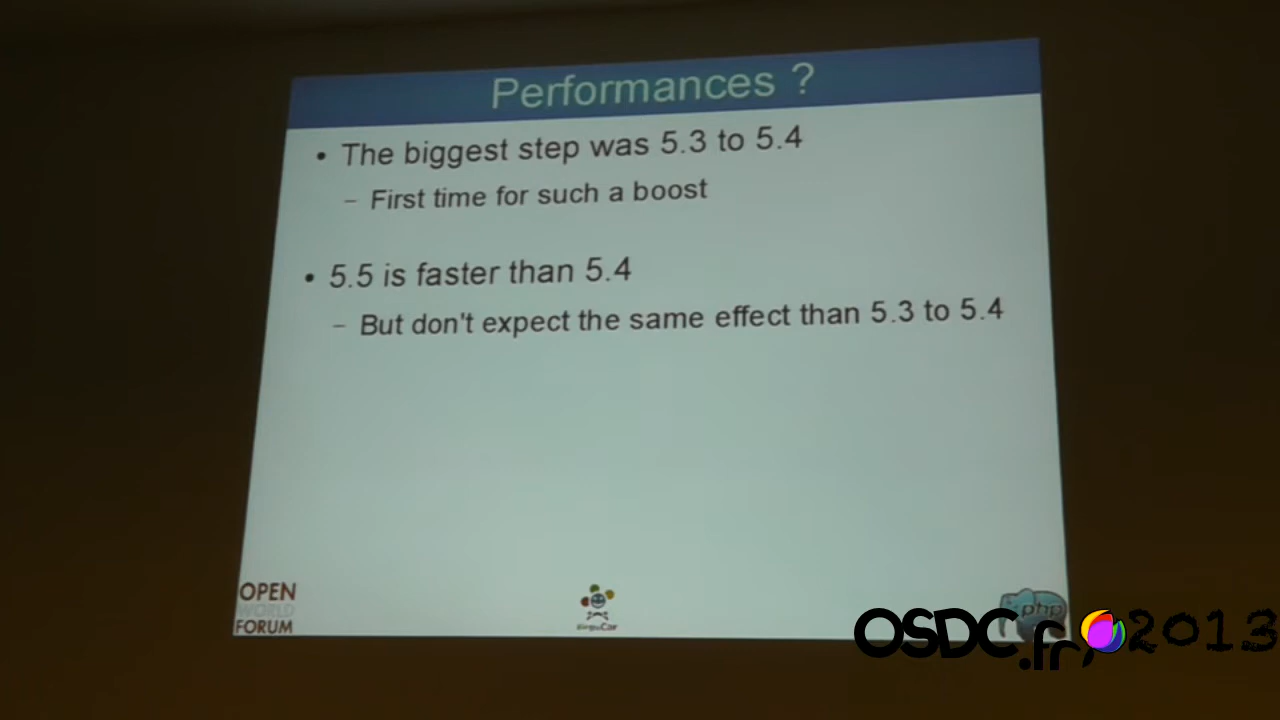 Performances ?
• The biggest step was 5.3 to 5.4
– First time for such a boost
• 5.5 is faster than 5.4
– But don't expect the same effect than 5.3 to 5.4
OPEN
WORLD
FORUM
php
OSDC.fr 2013